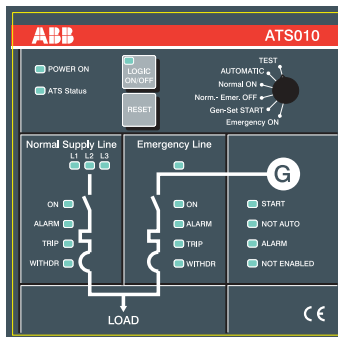 ABB
ATS010
POWER ON
ATS Status
LOGIC
ON/OFF
RESET
TEST
AUTOMATIC
Normal ON
Norm.- Emer. OFF
Gen-Set START
Emergency ON
Normal Supply Line
L1 L2 L3
ON
ALARM
TRIP
WITHDR
Emergency Line
ON
ALARM
TRIP
WITHDR
G
START
NOT AUTO
ALARM
NOT ENABLED
LOAD
CE